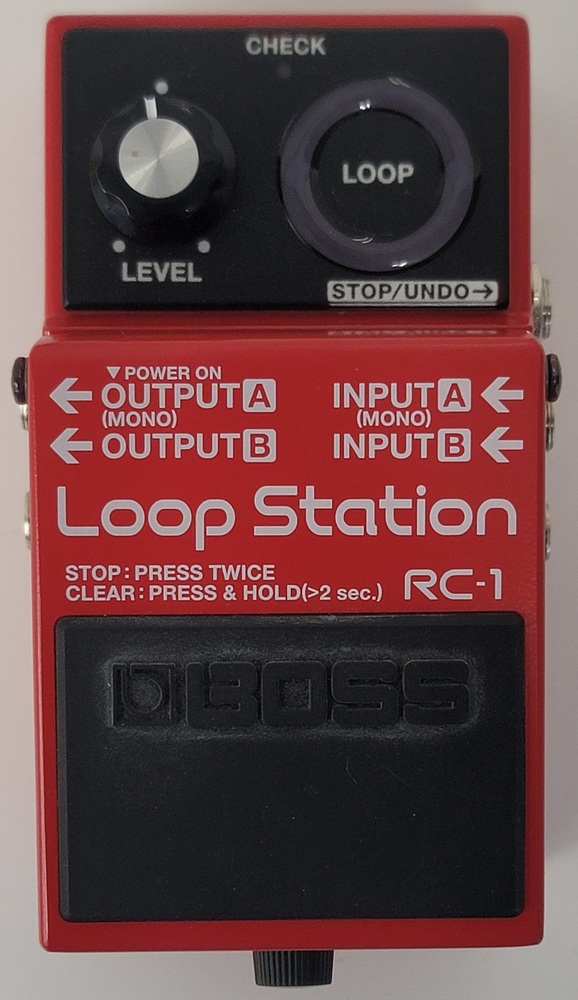 CHECK
LOOP
LEVEL
STOP/UNDO→
▼POWER ON
← OUTPUT A
(MONO)
← OUTPUT B
INPUT A ←
(MONO)
INPUT B ←
Loop Station
STOP: PRESS TWICE
CLEAR: PRESS & HOLD(>2 sec.)
RC-1
BOSS